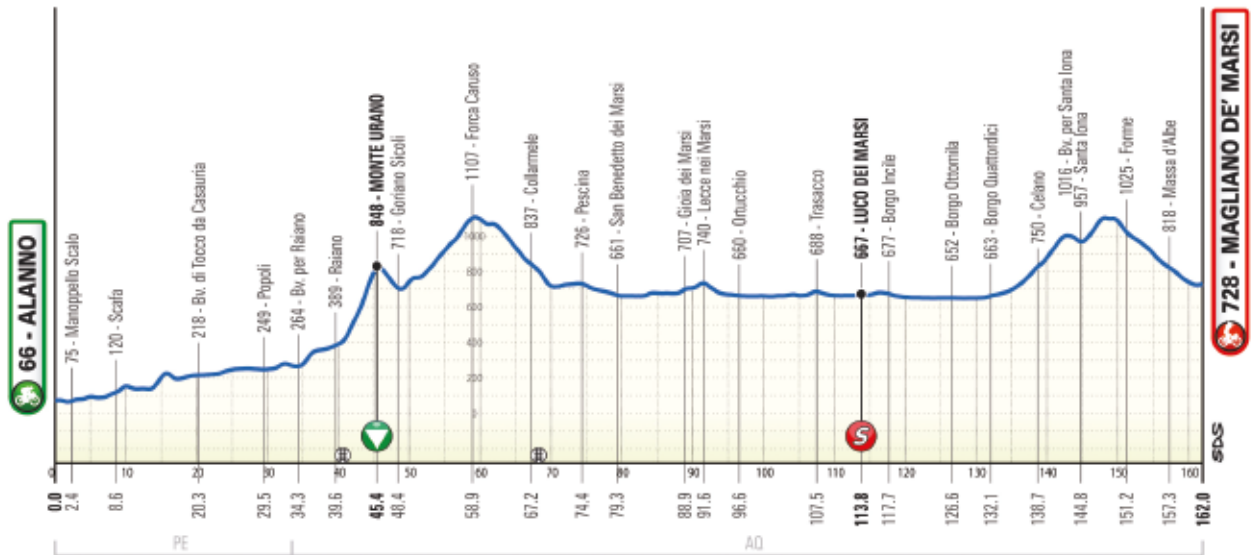 66 - ALANNO
75 - Manoppello Scalo
120 - Scafa
218 - Bv. di Tocco da Casauria
249 - Popoli
264 - Bv. per Raiano
389 - Raiano
848 - MONTE URANO
718 - Goriano Sicoli
1107 - Forca Caruso
837 - Collarmele
726 - Pescina
661 - San Benedetto dei Marsi
707 - Gioia dei Marsi
740 - Lecce nei Marsi
660 - Ortucchio
688 - Trasacco
667 - LUCO DEI MARSI
677 - Borgo Incile
652 - Borgo Ottomila
663 - Borgo Quattordici
750 - Celano
1016 - Bv. per Santa Iona
957 - Santa Iona
1025 - Forme
818 - Massa d'Albe
728 - MAGLIANO DE' MARSI
1000
800
600
400
200
0
S
SDS
0 10 20 30 40 50 60 70 80 90 100 110 120 130 140 150 160
0.0 2.4 8.6 20.3 29.5 34.3 39.6 45.4 48.4 58.9 67.2 74.4 79.3 88.9 91.6 96.6 107.5 113.8 117.7 126.6 132.1 138.7 144.8 151.2 157.3 162.0
PE AQ